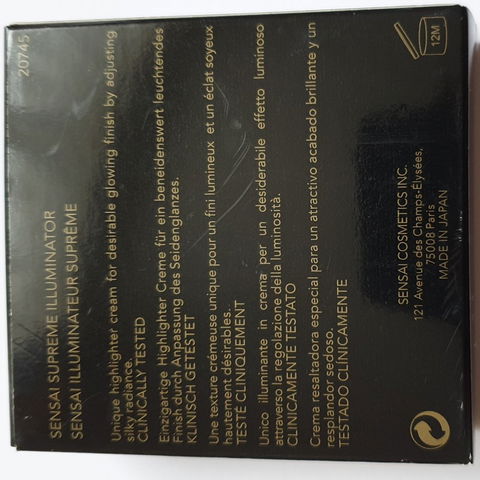 20745
SENSAI SUPREME ILLUMINATOR
SENSAI ILLUMINATEUR SUPRÊME
Unique highlighter cream for desirable glowing finish by adjusting
silky radiance.
CLINICALLY TESTED
Einzigartige Highlighter Creme für ein beneidenswert leuchtendes
Finish durch Anpassung des Seidenglanzes.
KLINISCH GETESTET
Une texture crémeuse unique pour un fini lumineux et un éclat soyeux
hautement désirables.
TESTÉ CLINIQUEMENT
Unico illuminante in crema per un desiderabile effetto luminoso
attraverso la regolazione della luminosità.
CLINICAMENTE TESTATO
Crema resaltadora especial para un atractivo acabado brillante y un
resplandor sedoso.
TESTADO CLÍNICAMENTE
SENSAI COSMETICS INC.
121 Avenue des Champs-Élysées,
75008 Paris
MADE IN JAPAN
12M